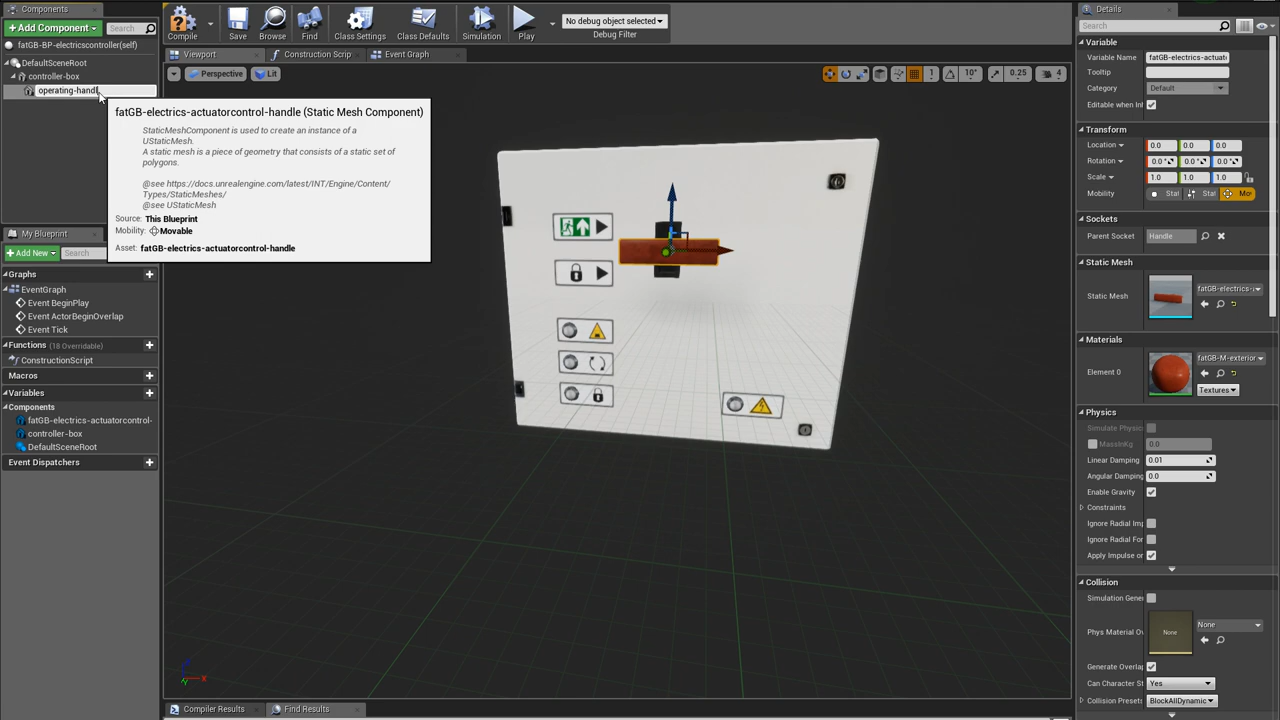 Components
Add Component
Search
fatGB-BP-electricscontroller(self)
DefaultSceneRoot
controller-box
operating-handl
fatGB-electrics-actuatorcontrol-handle (Static Mesh Component)
StaticMeshComponent is used to create an instance of a
UStaticMesh.
A static mesh is a piece of geometry that consists of a static set of
polygons.
@see https://docs.unrealengine.com/latest/INT/Engine/Content/
Types/StaticMeshes/
@see UStaticMesh
Source: This Blueprint
Mobility: Movable
Asset: fatGB-electrics-actuatorcontrol-handle
My Blueprint
Add New
Search
Graphs
EventGraph
Event BeginPlay
Event ActorBeginOverlap
Event Tick
Functions (18 Overridable)
ConstructionScript
Macros
Variables
Components
fatGB-electrics-actuatorcontrol-
controller-box
DefaultSceneRoot
Event Dispatchers
Compile
Save
Browse
Find
Class Settings
Class Defaults
Simulation
Play
No debug object selected
Debug Filter
Viewport
Construction Scrip
Event Graph
Perspective
Lit
1
10°
0.25
4
Compiler Results
Find Results
Details
Search
Variable
Variable Name fatGB-electrics-actuat
Tooltip
Category Default
Editable when Inl
Transform
Location 0.0 0.0 0.0
Rotation 0.0 ° 0.0 ° 0.0 °
Scale 1.0 1.0 1.0
Mobility Stat Stat Mo
Sockets
Parent Socket Handle
Static Mesh
Static Mesh fatGB-electrics-a
Materials
Element 0 fatGB-M-exterior
Textures
Physics
Simulate Physic
MassInKg 0.0
Linear Damping 0.01
Angular Damping 0.0
Enable Gravity
Constraints
Ignore Radial Imp
Ignore Radial For
Apply Impulse or
Collision
Simulation Gene
Phys Material Ov None None
Generate Overlap
Can Character St Yes
Collision Presets BlockAllDynamic